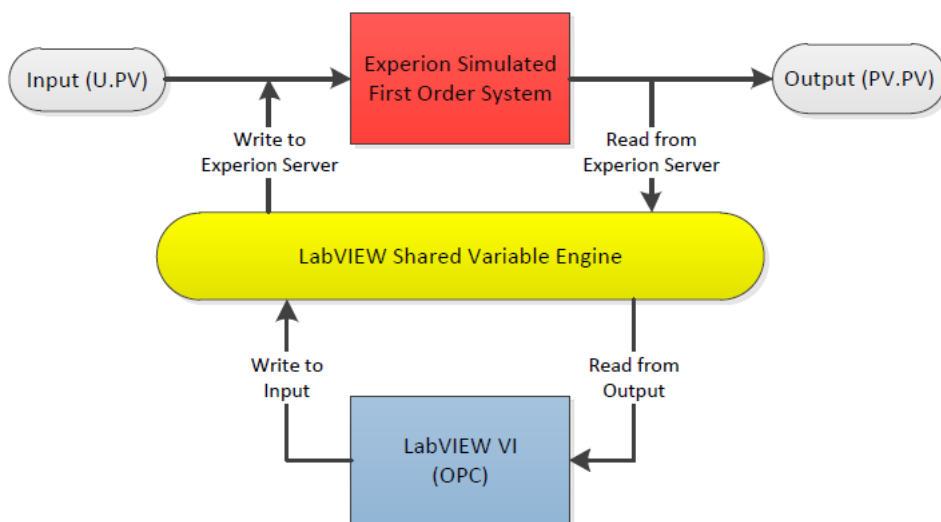 Input (U.PV)
Experion Simulated
First Order System
Output (PV.PV)
Write to
Experion Server
Read from
Experion Server
LabVIEW Shared Variable Engine
Write to
Input
Read from
Output
LabVIEW VI
(OPC)